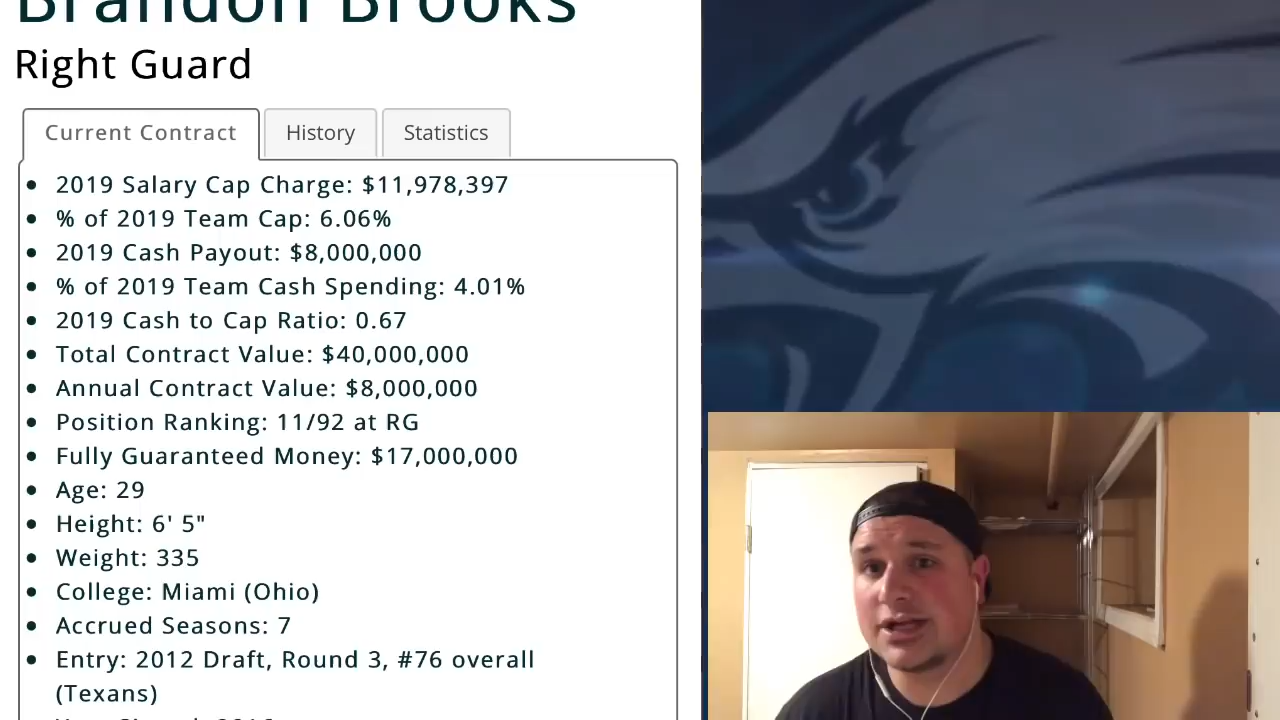 Brandon Brooks
Right Guard
Current Contract
History
Statistics
2019 Salary Cap Charge: $11,978,397
% of 2019 Team Cap: 6.06%
2019 Cash Payout: $8,000,000
% of 2019 Team Cash Spending: 4.01%
2019 Cash to Cap Ratio: 0.67
Total Contract Value: $40,000,000
Annual Contract Value: $8,000,000
Position Ranking: 11/92 at RG
Fully Guaranteed Money: $17,000,000
Age: 29
Height: 6' 5"
Weight: 335
College: Miami (Ohio)
Accrued Seasons: 7
Entry: 2012 Draft, Round 3, #76 overall
(Texans)